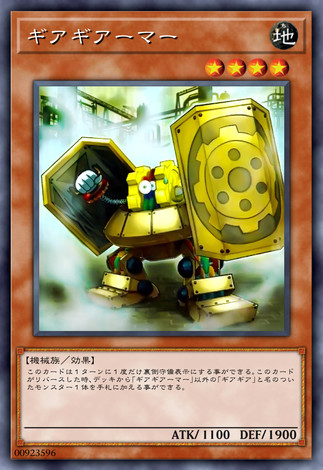 ギアギアーマー
地
【機械族／効果】
このカードは１ターンに１度だけ裏側守備表示にする事ができる。このカード
がリバースした時、デッキから「ギアギアーマー」以外の「ギアギア」と名のつい
たモンスター１体を手札に加える事ができる。
ATK/ 1100 DEF/1900
00923596